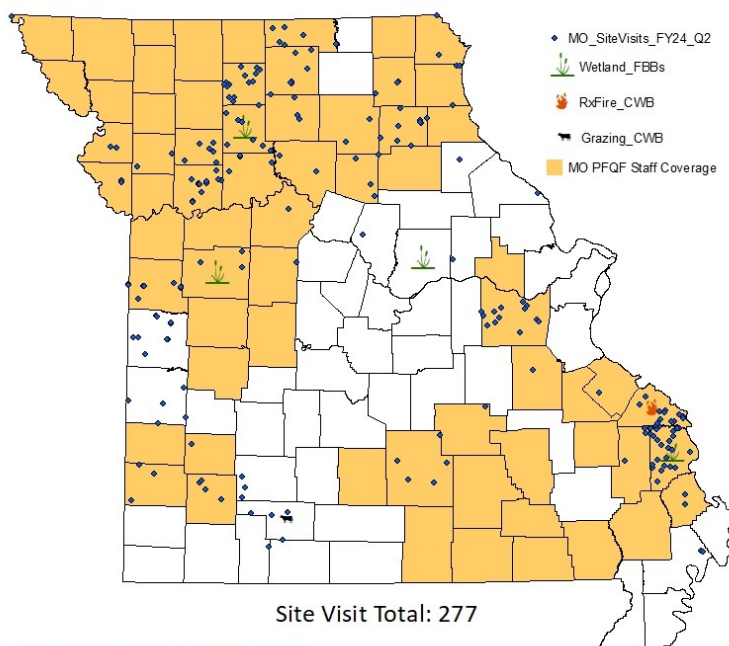 MO_SiteVisits_FY24_Q2
Wetland_FBBs
RxFire_CWB
Grazing_CWB
MO PFQF Staff Coverage
Site Visit Total: 277